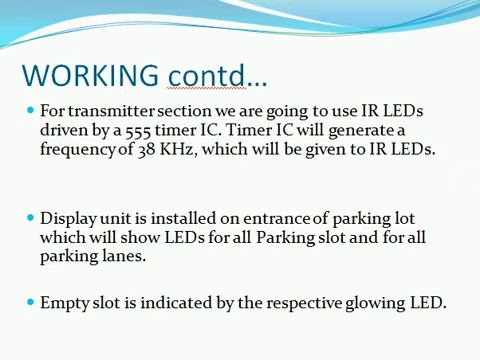 WORKING contd...
• For transmitter section we are going to use IR LEDs
driven by a 555 timer IC. Timer IC will generate a
frequency of 38 KHz, which will be given to IR LEDs.
• Display unit is installed on entrance of parking lot
which will show LEDs for all Parking slot and for all
parking lanes.
• Empty slot is indicated by the respective glowing LED.